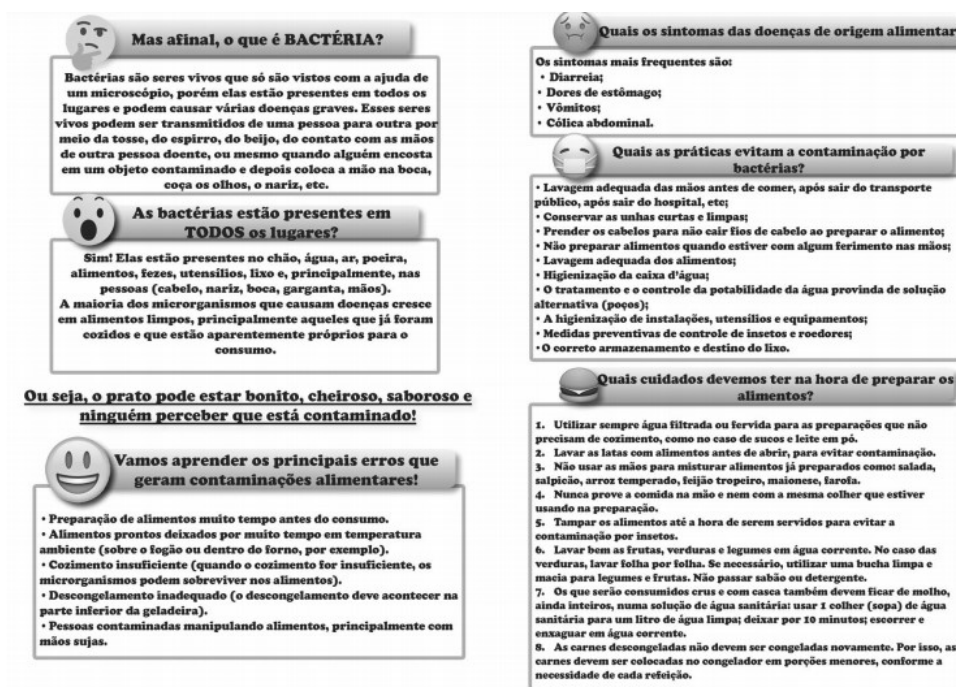 Mas afinal, o que é BACTÉRIA?
Bactérias são seres vivos que só são vistos com a ajuda de
um microscópio, porém elas estão presentes em todos os
lugares e podem causar várias doenças graves. Esses seres
vivos podem ser transmitidos de uma pessoa para outra por
meio da tosse, do espirro, do beijo, do contato com as mãos
de outra pessoa doente, ou mesmo quando alguém encosta
em um objeto contaminado e depois coloca a mão na boca,
coça os olhos, o nariz, etc.
As bactérias estão presentes em
TODOS os lugares?
Sim! Elas estão presentes no chão, água, ar, poeira,
alimentos, fezes, utensílios, lixo e, principalmente, nas
pessoas (cabelo, nariz, boca, garganta, mãos).
A maioria dos microrganismos que causam doenças cresce
em alimentos limpos, principalmente aqueles que já foram
cozidos e que estão aparentemente próprios para o
consumo.
Ou seja, o prato pode estar bonito, cheiroso, saboroso e
ninguém perceber que está contaminado!
Vamos aprender os principais erros que
geram contaminações alimentares!
• Preparação de alimentos muito tempo antes do consumo.
• Alimentos prontos deixados por muito tempo em temperatura
ambiente (sobre o fogão ou dentro do forno, por exemplo).
• Cozimento insuficiente (quando o cozimento for insuficiente, os
microrganismos podem sobreviver nos alimentos).
• Descongelamento inadequado (o descongelamento deve acontecer na
parte inferior da geladeira).
• Pessoas contaminadas manipulando alimentos, principalmente com
mãos sujas.
Quais os sintomas das doenças de origem alimentar
Os sintomas mais frequentes são:
• Diarreia;
• Dores de estômago;
• Vômitos;
• Cólica abdominal.
Quais as práticas evitam a contaminação por
bactérias?
• Lavagem adequada das mãos antes de comer, após sair do transporte
público, após sair do hospital, etc;
• Conservar as unhas curtas e limpas;
• Prender os cabelos para não cair fios de cabelo ao preparar o alimento;
• Não preparar alimentos quando estiver com algum ferimento nas mãos;
• Lavagem adequada dos alimentos;
• Higienização da caixa d'água;
• O tratamento e o controle da potabilidade da água provinda de solução
alternativa (poços);
• A higienização de instalações, utensílios e equipamentos;
• Medidas preventivas de controle de insetos e roedores;
• O correto armazenamento e destino do lixo.
Quais cuidados devemos ter na hora de preparar os
alimentos?
1. Utilizar sempre água filtrada ou fervida para as preparações que não
precisam de cozimento, como no caso de sucos e leite em pó.
2. Lavar as latas com alimentos antes de abrir, para evitar contaminação.
3. Não usar as mãos para misturar alimentos já preparados como: salada,
salpicão, arroz temperado, feijão tropeiro, maionese, farofa.
4. Nunca prove a comida na mão e nem com a mesma colher que estiver
usando na preparação.
5. Tampar os alimentos até a hora de serem servidos para evitar a
contaminação por insetos.
6. Lavar bem as frutas, verduras e legumes em água corrente. No caso das
verduras, lavar folha por folha. Se necessário, utilizar uma bucha limpa e
macia para legumes e frutas. Não passar sabão ou detergente.
7. Os que serão consumidos crus e com casca também devem ficar de molho,
ainda inteiros, numa solução de água sanitária: usar 1 colher (sopa) de água
sanitária para um litro de água limpa; deixar por 10 minutos; escorrer e
enxaguar em água corrente.
8. As carnes descongeladas não devem ser congeladas novamente. Por isso, as
carnes devem ser colocadas no congelador em porções menores, conforme a
necessidade de cada refeição.